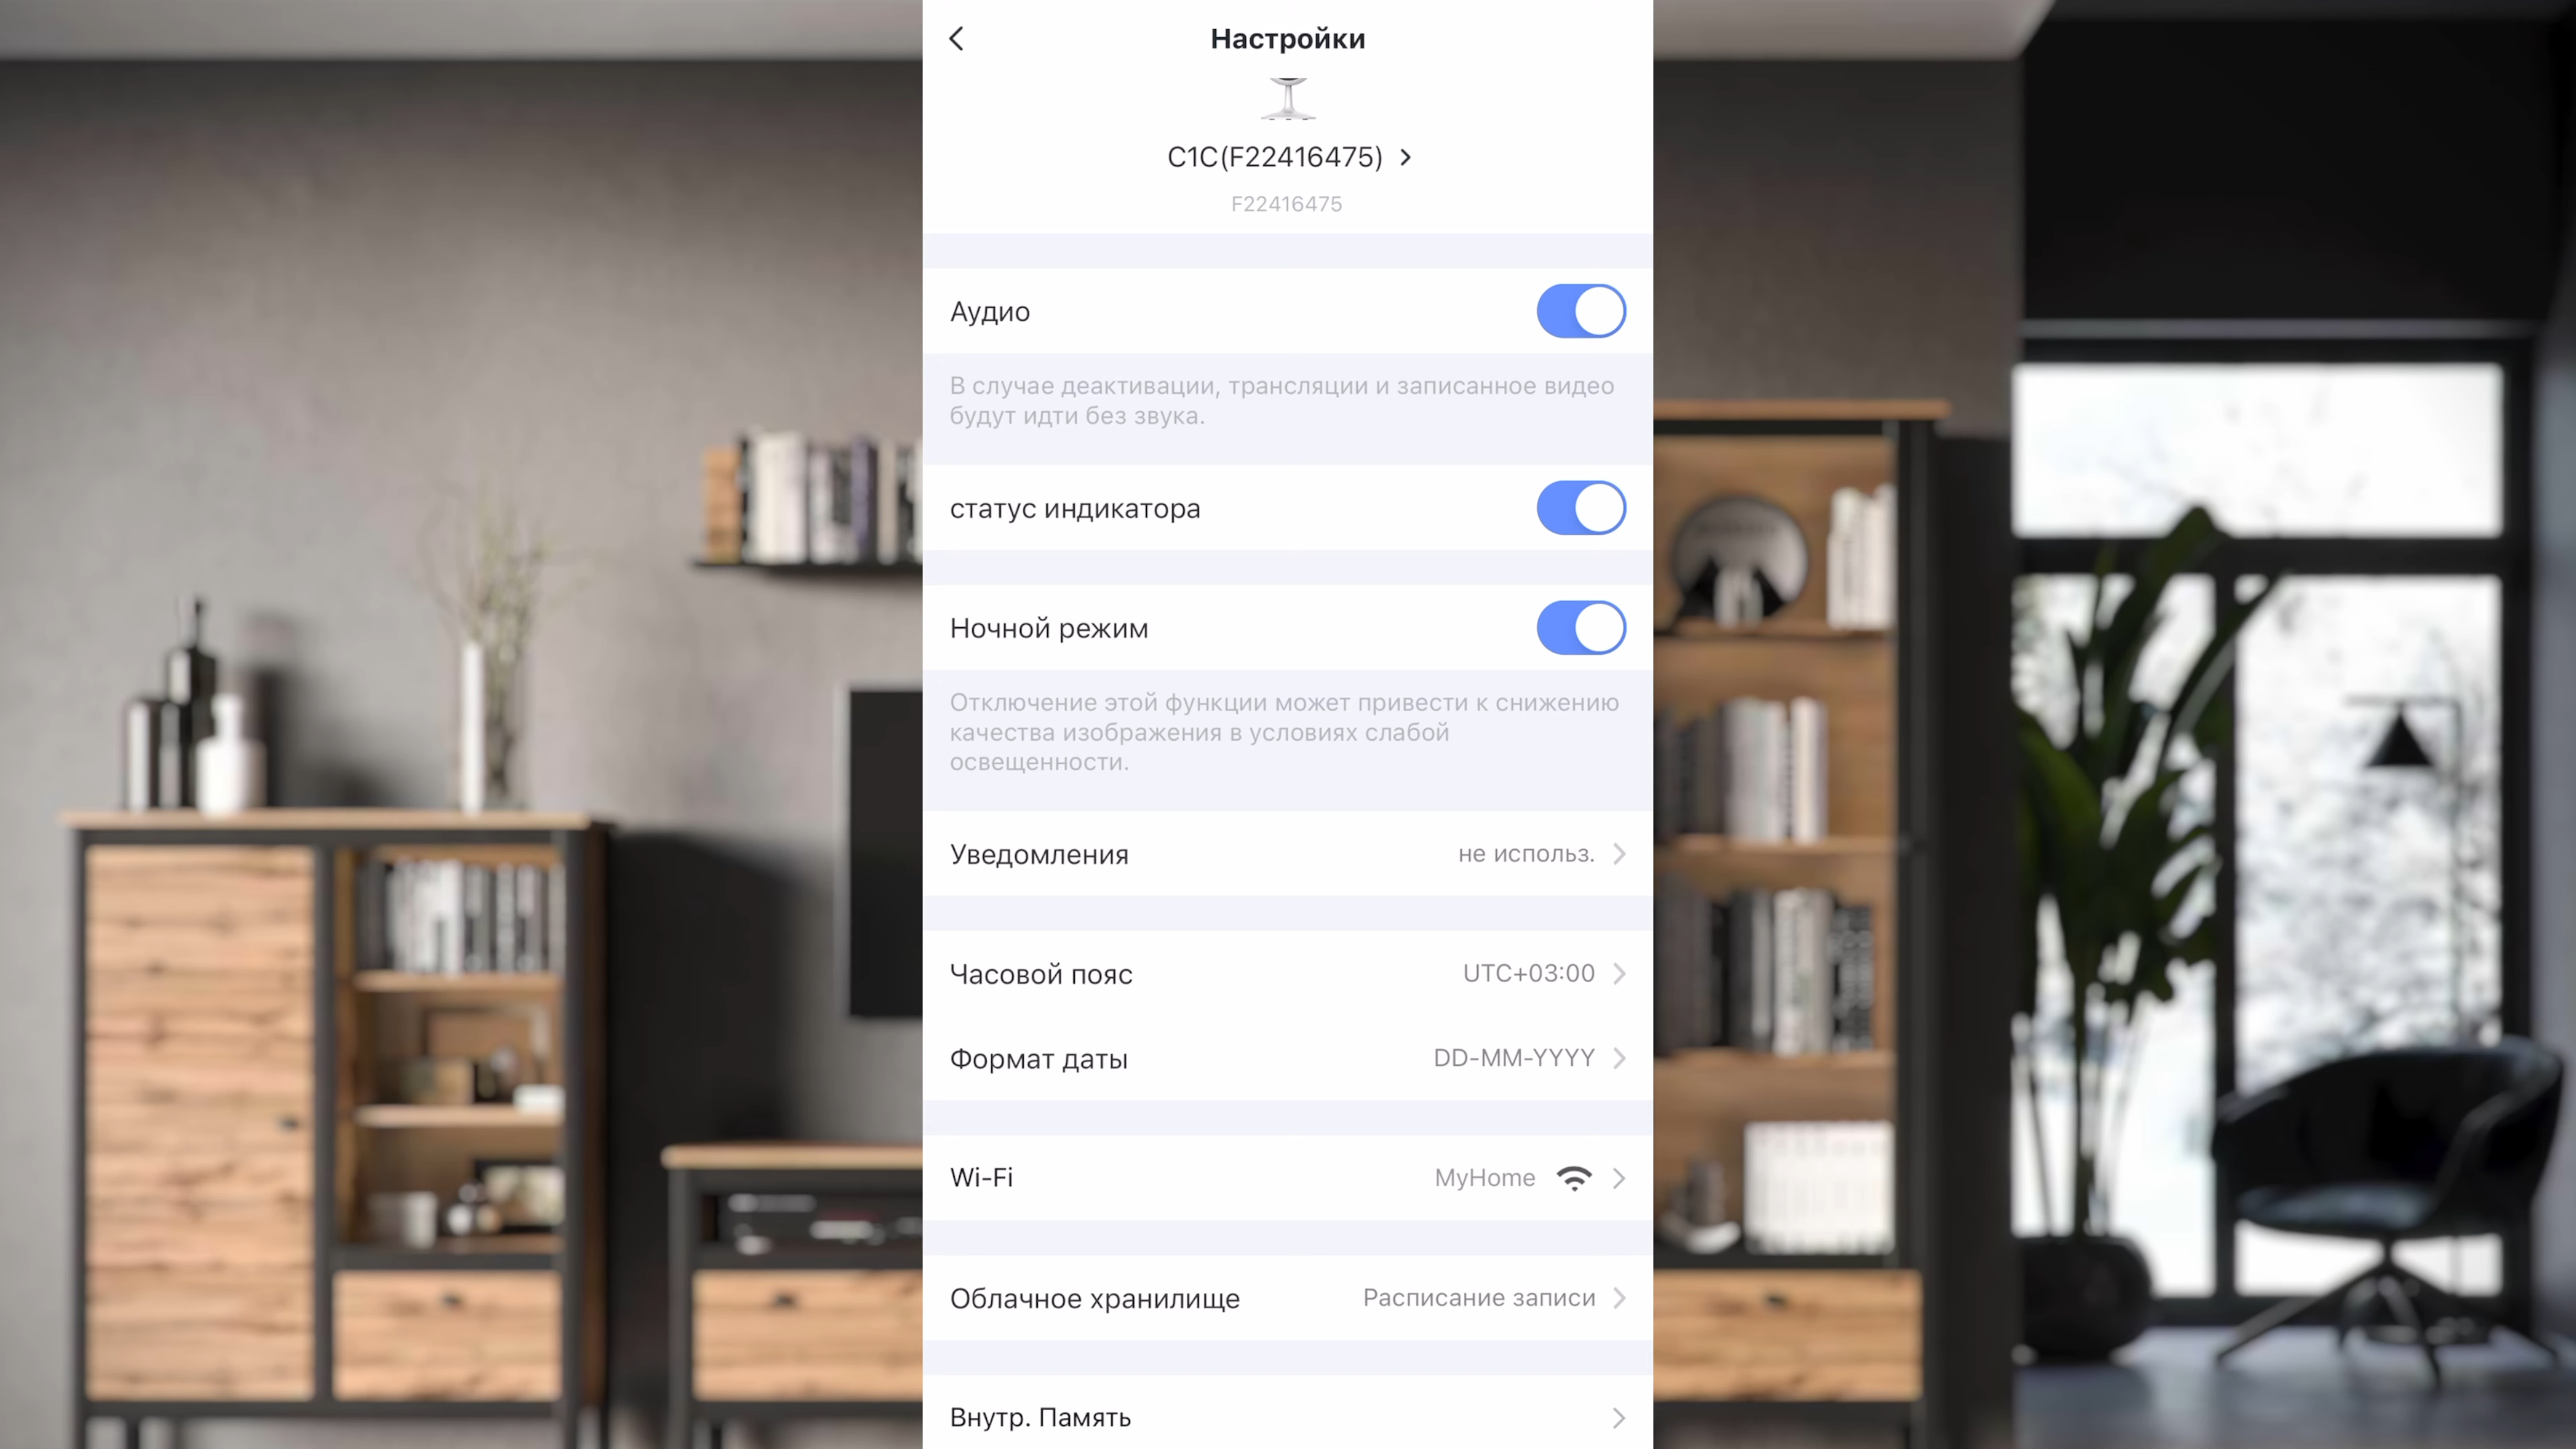 Настройки
C1C(F22416475)
F22416475
Аудио
В случае деактивации, трансляции и записанное видео
будут идти без звука.
статус индикатора
Ночной режим
Отключение этой функции может привести к снижению
качества изображения в условиях слабой
освещенности.
Уведомления не использ.
Часовой пояс UTC+03:00
Формат даты DD-MM-YYYY
Wi-Fi MyHome
Облачное хранилище Расписание записи
Внутр. Память